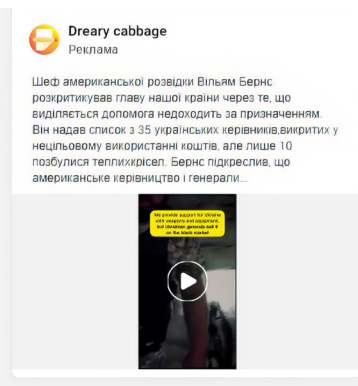 Dreary cabbage
Реклама
Шеф американської розвідки Вільям Бернс
розкритикував главу нашої країни через те, що
виділяється допомога недоходить за призначенням.
Він надав список з 35 українських керівників,викритих у
нецільовому використанні коштів, але лише 10
позбулися теплихкрісел. Бернс підкреслив, що
американське керівництво і генерали...
We provide support for Ukraine
with weapons and equipment,
but Ukrainian generals sell it
on the black market